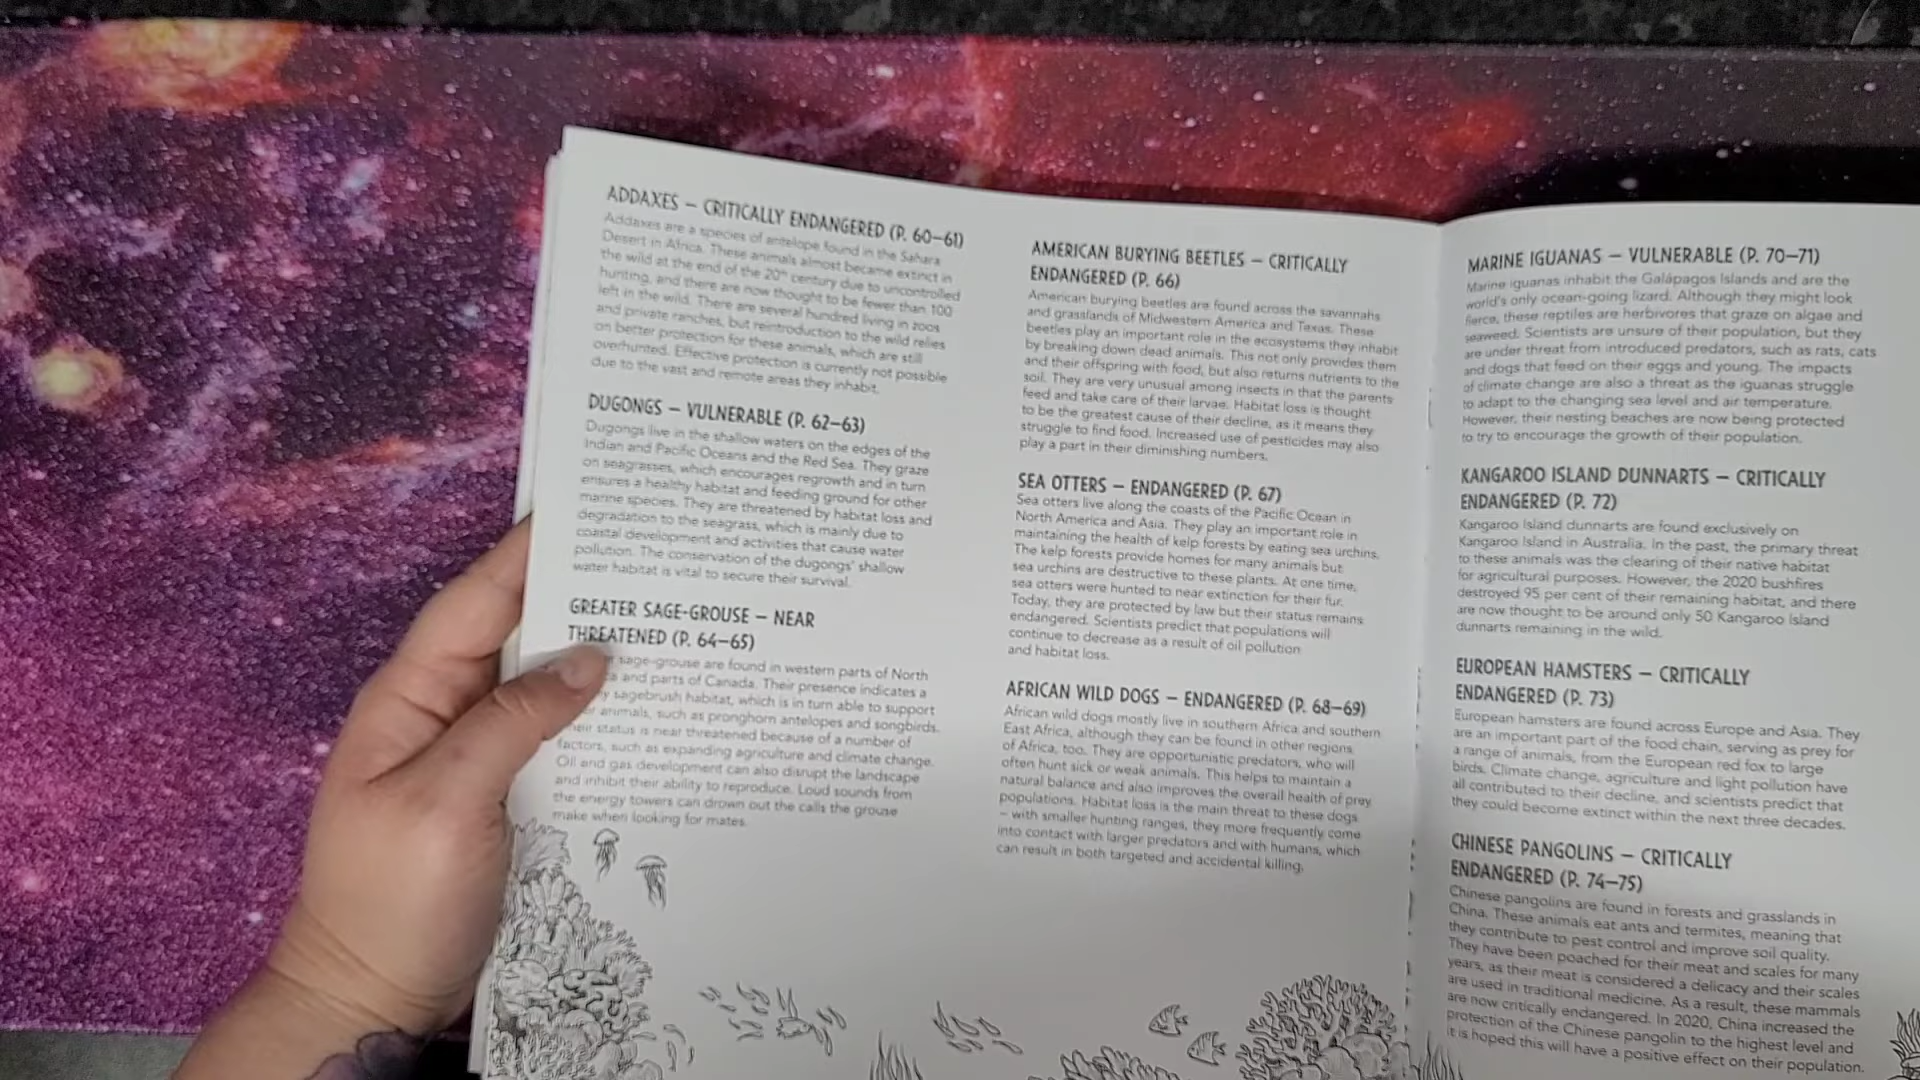 ADDAXES – CRITICALLY ENDANGERED (P. 60–61)
Addaxes are a species of antelope found in the Sahara
Desert in Africa. These animals almost became extinct in
the wild at the end of the 20th century due to uncontrolled
hunting, and there are now thought to be fewer than 100
left in the wild. There are several hundred living in zoos
and private ranches, but reintroduction to the wild relies
on better protection for these animals, which are still
overhunted. Effective protection is currently not possible
due to the vast and remote areas they inhabit.
DUGONGS – VULNERABLE (P. 62–63)
Dugongs live in the shallow waters on the edges of the
Indian and Pacific Oceans and the Red Sea. They graze
on seagrasses, which encourages regrowth and in turn
ensures a healthy habitat and feeding ground for other
marine species. They are threatened by habitat loss and
degradation to the seagrass, which is mainly due to
coastal development and activities that cause water
pollution. The conservation of the dugongs' shallow
water habitat is vital to secure their survival.
GREATER SAGE-GROUSE – NEAR
THREATENED (P. 64–65)
sage-grouse are found in western parts of North
and parts of Canada. Their presence indicates a
sagebrush habitat, which is in turn able to support
animals, such as pronghorn antelopes and songbirds.
Their status is near threatened because of a number of
factors, such as expanding agriculture and climate change.
Oil and gas development can also disrupt the landscape
and inhibit their ability to reproduce. Loud sounds from
the energy towers can drown out the calls the grouse
make when looking for mates.
AMERICAN BURYING BEETLES – CRITICALLY
ENDANGERED (P. 66)
American burying beetles are found across the savannahs
and grasslands of Midwestern America and Texas. These
beetles play an important role in the ecosystems they inhabit
by breaking down dead animals. This not only provides them
and their offspring with food, but also returns nutrients to the
soil. They are very unusual among insects in that the parents
feed and take care of their larvae. Habitat loss is thought
to be the greatest cause of their decline, as it means they
struggle to find food. Increased use of pesticides may also
play a part in their diminishing numbers.
SEA OTTERS – ENDANGERED (P. 67)
Sea otters live along the coasts of the Pacific Ocean in
North America and Asia. They play an important role in
maintaining the health of kelp forests by eating sea urchins.
The kelp forests provide homes for many animals but
sea urchins are destructive to these plants. At one time,
sea otters were hunted to near extinction for their fur.
Today, they are protected by law but their status remains
endangered. Scientists predict that populations will
continue to decrease as a result of oil pollution
and habitat loss.
AFRICAN WILD DOGS – ENDANGERED (P. 68–69)
African wild dogs mostly live in southern Africa and southern
East Africa, although they can be found in other regions
of Africa, too. They are opportunistic predators, who will
often hunt sick or weak animals. This helps to maintain a
natural balance and also improves the overall health of prey
populations. Habitat loss is the main threat to these dogs
– with smaller hunting ranges, they more frequently come
into contact with larger predators and with humans, which
can result in both targeted and accidental killing.
MARINE IGUANAS – VULNERABLE (P. 70–71)
Marine iguanas inhabit the Galápagos Islands and are the
world's only ocean-going lizard. Although they might look
fierce, these reptiles are herbivores that graze on algae and
seaweed. Scientists are unsure of their population, but they
are under threat from introduced predators, such as rats, cats
and dogs that feed on their eggs and young. The impacts
of climate change are also a threat as the iguanas struggle
to adapt to the changing sea level and air temperature.
However, their nesting beaches are now being protected
to try to encourage the growth of their population.
KANGAROO ISLAND DUNNARTS – CRITICALLY
ENDANGERED (P. 72)
Kangaroo Island dunnarts are found exclusively on
Kangaroo Island in Australia. In the past, the primary threat
to these animals was the clearing of their native habitat
for agricultural purposes. However, the 2020 bushfires
destroyed 95 per cent of their remaining habitat, and there
are now thought to be around only 50 Kangaroo Island
dunnarts remaining in the wild.
EUROPEAN HAMSTERS – CRITICALLY
ENDANGERED (P. 73)
European hamsters are found across Europe and Asia. They
are an important part of the food chain, serving as prey for
a range of animals, from the European red fox to large
birds. Climate change, agriculture and light pollution have
all contributed to their decline, and scientists predict that
they could become extinct within the next three decades.
CHINESE PANGOLINS – CRITICALLY
ENDANGERED (P. 74–75)
Chinese pangolins are found in forests and grasslands in
China. These animals eat ants and termites, meaning that
they contribute to pest control and improve soil quality.
They have been poached for their meat and scales for many
years, as their meat is considered a delicacy and their scales
are used in traditional medicine. As a result, these mammals
are now critically endangered. In 2020, China increased the
protection of the Chinese pangolin to the highest level and
it is hoped this will have a positive effect on their population.